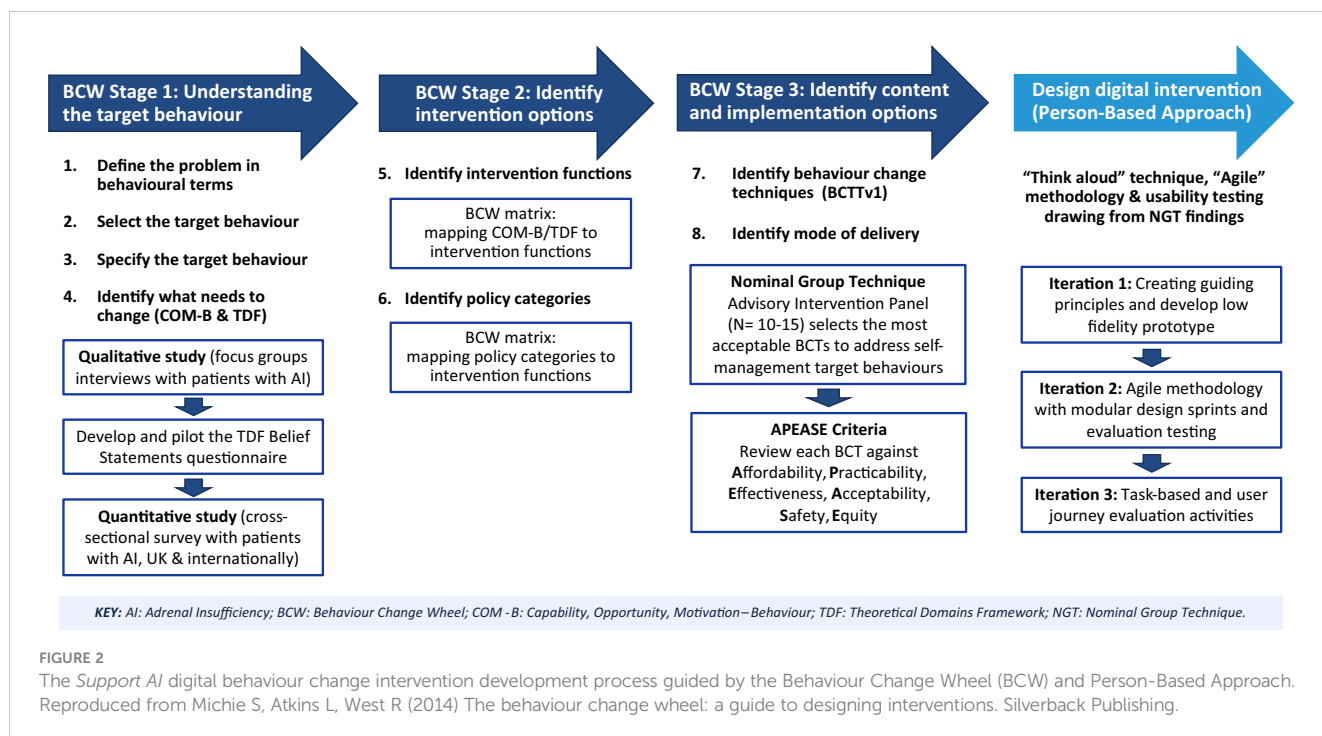 BCW Stage 1: Understanding
the target behaviour
1. Define the problem in
behavioural terms
2. Select the target behaviour
3. Specify the target behaviour
4. Identify what needs to
change (COM-B & TDF)
Qualitative study (focus groups
interviews with patients with AI)
Develop and pilot the TDF Belief
Statements questionnaire
Quantitative study (cross-
sectional survey with patients
with AI, UK & internationally)
BCW Stage 2: Identify
intervention options
5. Identify intervention functions
BCW matrix:
mapping COM-B/TDF to
intervention functions
6. Identify policy categories
BCW matrix:
mapping policy categories to
intervention functions
BCW Stage 3: Identify content
and implementation options
7. Identify behaviour change
techniques (BCTTv1)
8. Identify mode of delivery
Nominal Group Technique
Advisory Intervention Panel
(N= 10-15) selects the most
acceptable BCTs to address self-
management target behaviours
APEASE Criteria
Review each BCT against
Affordability, Practicability,
Effectiveness, Acceptability,
Safety, Equity
Design digital intervention
(Person-Based Approach)
“Think aloud” technique, “Agile”
methodology & usability testing
drawing from NGT findings
Iteration 1: Creating guiding
principles and develop low
fidelity prototype
Iteration 2: Agile methodology
with modular design sprints and
evaluation testing
Iteration 3: Task-based and user
journey evaluation activities
KEY: AI: Adrenal Insufficiency; BCW: Behaviour Change Wheel; COM -B: Capability, Opportunity, Motivation–Behaviour; TDF: Theoretical Domains Framework; NGT: Nominal Group Technique.
FIGURE 2
The Support AI digital behaviour change intervention development process guided by the Behaviour Change Wheel (BCW) and Person-Based Approach.
Reproduced from Michie S, Atkins L, West R (2014) The behaviour change wheel: a guide to designing interventions. Silverback Publishing.